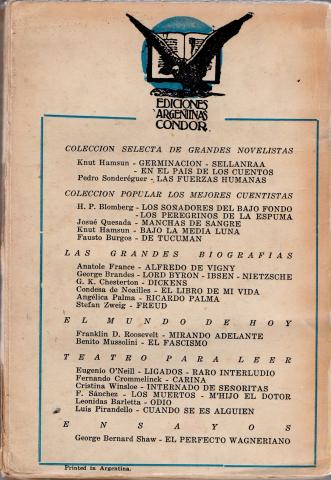 EDICIONES
ARGENTINAS
CONDOR
COLECCION SELECTA DE GRANDES NOVELISTAS
Knut Hamsun - GERMINACION - SELLANRAA
- EN EL PAIS DE LOS CUENTOS
Pedro Sonderéguer - LAS FUERZAS HUMANAS
COLECCION POPULAR LOS MEJORES CUENTISTAS
H. P. Blomberg - LOS SOÑADORES DEL BAJO FONDO
- LOS PEREGRINOS DE LA ESPUMA
Josué Quesada - MANCHAS DE SANGRE
Knut Hamsun - BAJO LA MEDIA LUNA
Fausto Burgos - DE TUCUMAN
LAS GRANDES BIOGRAFIAS
Anatole France - ALFREDO DE VIGNY
George Brandes - LORD BYRON - IBSEN - NIETZSCHE
G. K. Chesterton - DICKENS
Condesa de Noailles - EL LIBRO DE MI VIDA
Angélica Palma - RICARDO PALMA
Stefan Zweig - FREUD
EL MUNDO DE HOY
Franklin D. Roosevelt - MIRANDO ADELANTE
Benito Mussolini - EL FASCISMO
TEATRO PARA LEER
Eugenio O'Neill - LIGADOS - RARO INTERLUDIO
Fernando Crommelinck - CARINA
Cristina Winsloe - INTERNADO DE SEÑORITAS
F. Sánchez - LOS MUERTOS - M'HIJO EL DOTOR
Leonidas Barletta - ODIO
Luis Pirandello - CUANDO SE ES ALGUIEN
ENSAYOS
George Bernard Shaw - EL PERFECTO WAGNERIANO
Printed in Argentina.